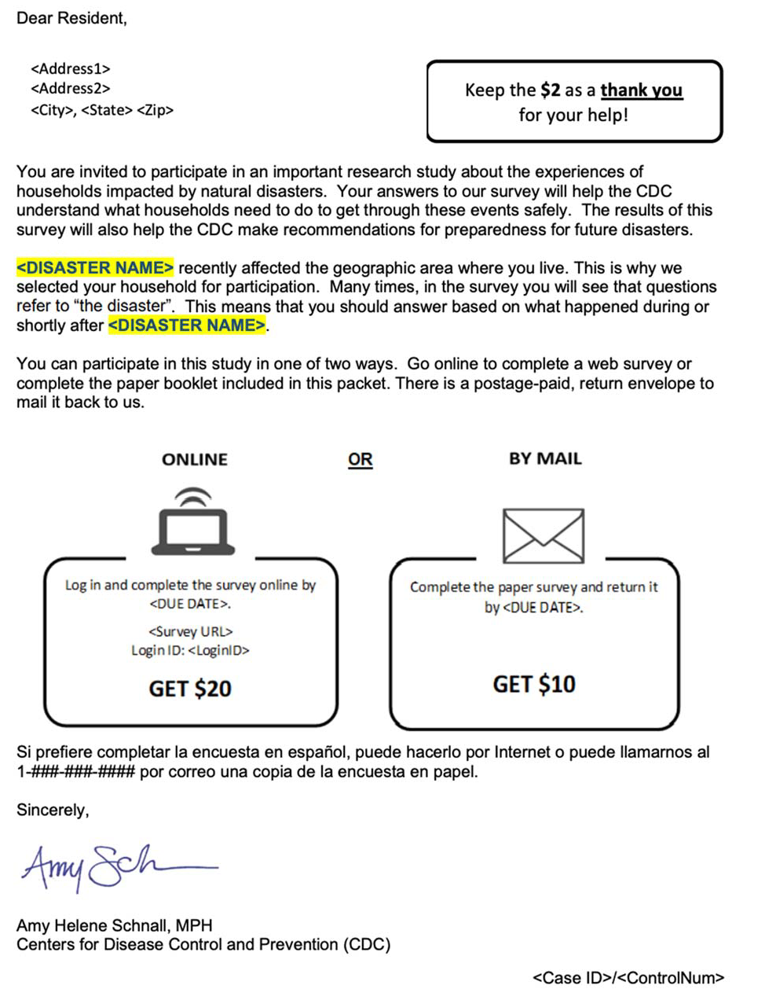 Dear Resident,
<Address1>
<Address2>
<City>, <State> <Zip>
Keep the $2 as a thank you
for your help!
You are invited to participate in an important research study about the experiences of
households impacted by natural disasters.  Your answers to our survey will help the CDC
understand what households need to do to get through these events safely.  The results of this
survey will also help the CDC make recommendations for preparedness for future disasters.
<DISASTER NAME> recently affected the geographic area where you live. This is why we
selected your household for participation.  Many times, in the survey you will see that questions
refer to “the disaster”.  This means that you should answer based on what happened during or
shortly after <DISASTER NAME>.
You can participate in this study in one of two ways.  Go online to complete a web survey or
complete the paper booklet included in this packet. There is a postage-paid, return envelope to
mail it back to us.
ONLINE OR BY MAIL
Log in and complete the survey online by
<DUE DATE>.
<Survey URL>
Login ID: <LoginID>
GET $20
Complete the paper survey and return it
by <DUE DATE>.
GET $10
Si prefiere completar la encuesta en español, puede hacerlo por Internet o puede llamarnos al
1-###-###-#### por correo una copia de la encuesta en papel.
Sincerely,
Amy Sch
Amy Helene Schnall, MPH
Centers for Disease Control and Prevention (CDC)
<Case ID>/<ControlNum>